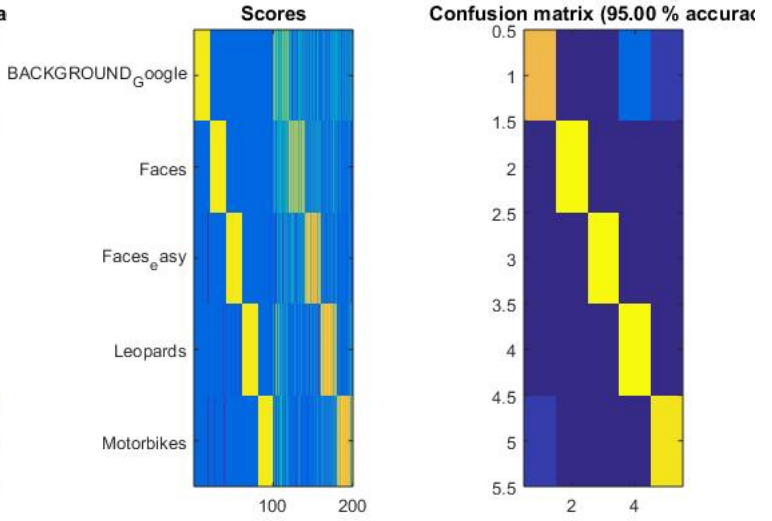 a
Scores
Confusion matrix (95.00 % accurac
BACKGROUND_Google
Faces
Faces_easy
Leopards
Motorbikes
100 200
0.5
1
1.5
2
2.5
3
3.5
4
4.5
5
5.5
2 4